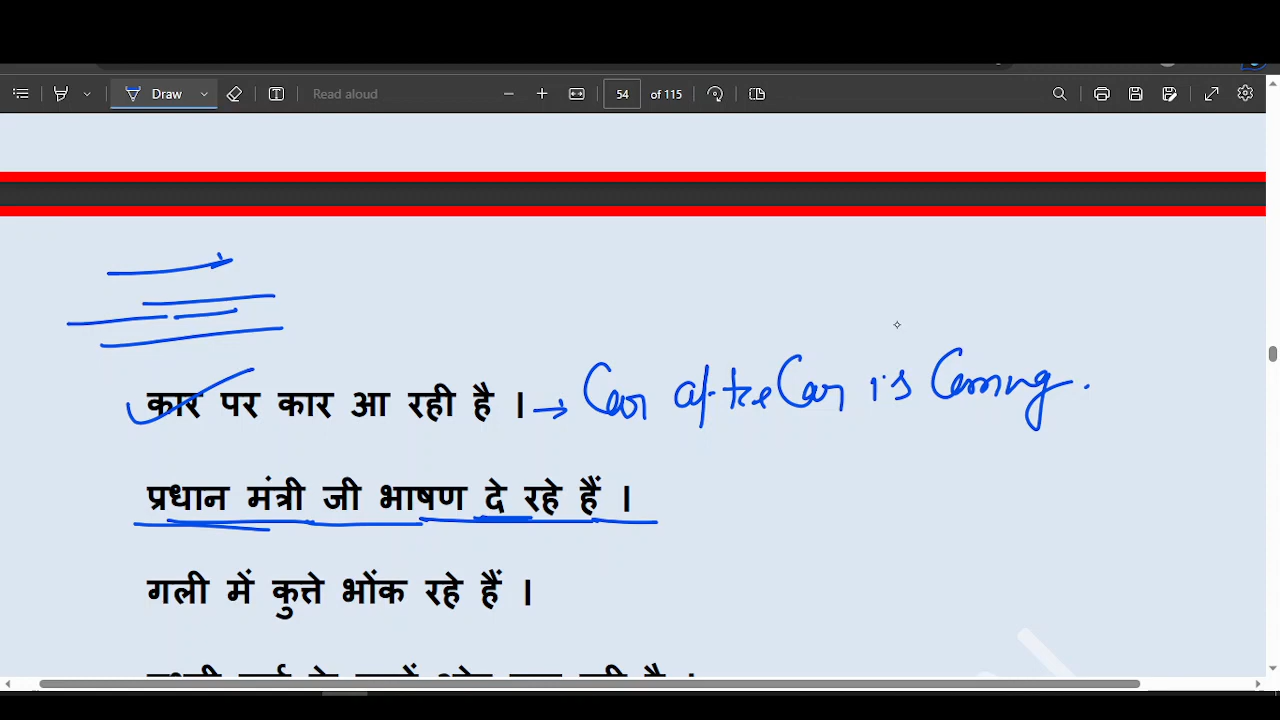 Draw
Read aloud
54 of 115
कार पर कार आ रही है । → Car after Car is Coming.
प्रधान मंत्री जी भाषण दे रहे हैं ।
गली में कुत्ते भोंक रहे हैं ।